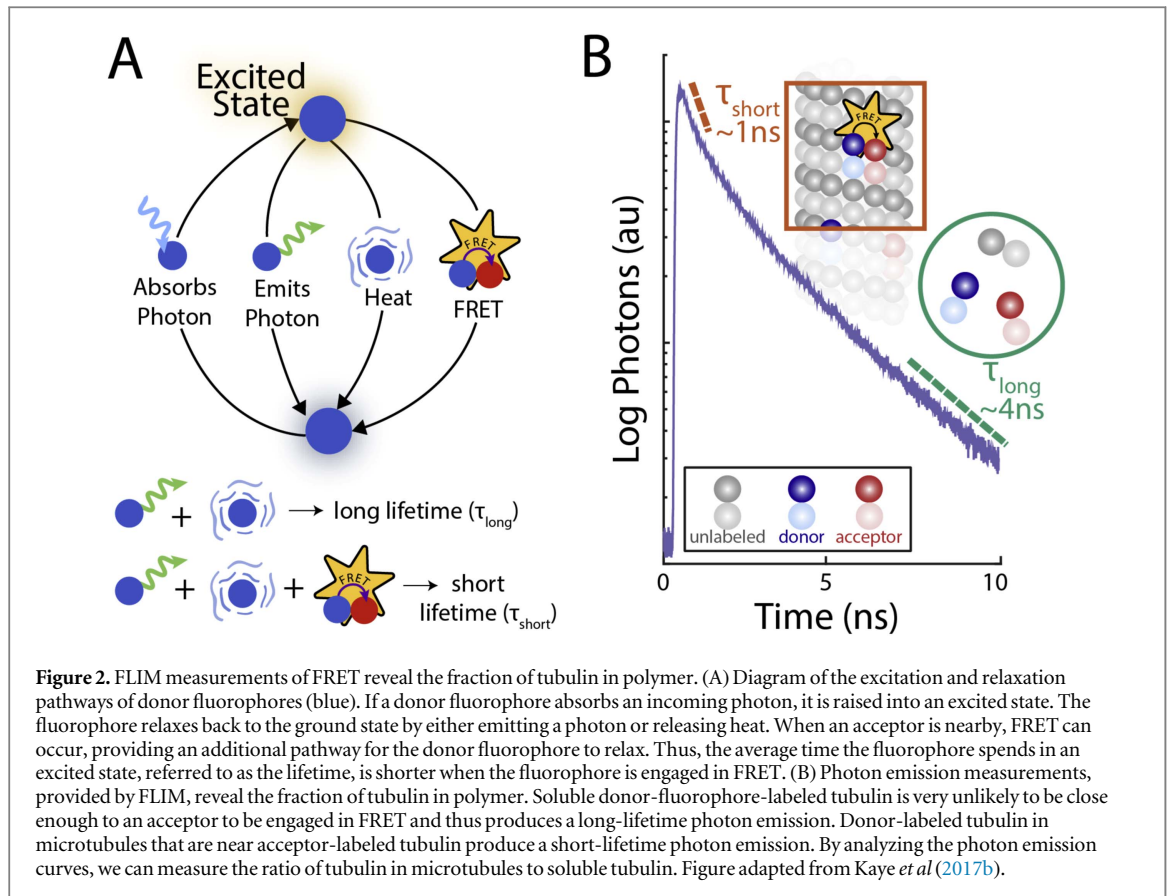 A
Excited
State
Absorbs
Photon
Emits
Photon
Heat
FRET
FRET
→ long lifetime (τlong)
+
+
+
FRET
→ short
lifetime (τshort)
B
Log Photons (au)
τshort
~1ns
FRET
τlong
~4ns
unlabeled donor acceptor
0 5 10
Time (ns)
Figure 2. FLIM measurements of FRET reveal the fraction of tubulin in polymer. (A) Diagram of the excitation and relaxation
pathways of donor fluorophores (blue). If a donor fluorophore absorbs an incoming photon, it is raised into an excited state. The
fluorophore relaxes back to the ground state by either emitting a photon or releasing heat. When an acceptor is nearby, FRET can
occur, providing an additional pathway for the donor fluorophore to relax. Thus, the average time the fluorophore spends in an
excited state, referred to as the lifetime, is shorter when the fluorophore is engaged in FRET. (B) Photon emission measurements,
provided by FLIM, reveal the fraction of tubulin in polymer. Soluble donor-fluorophore-labeled tubulin is very unlikely to be close
enough to an acceptor to be engaged in FRET and thus produces a long-lifetime photon emission. Donor-labeled tubulin in
microtubules that are near acceptor-labeled tubulin produce a short-lifetime photon emission. By analyzing the photon emission
curves, we can measure the ratio of tubulin in microtubules to soluble tubulin. Figure adapted from Kaye et al (2017b).